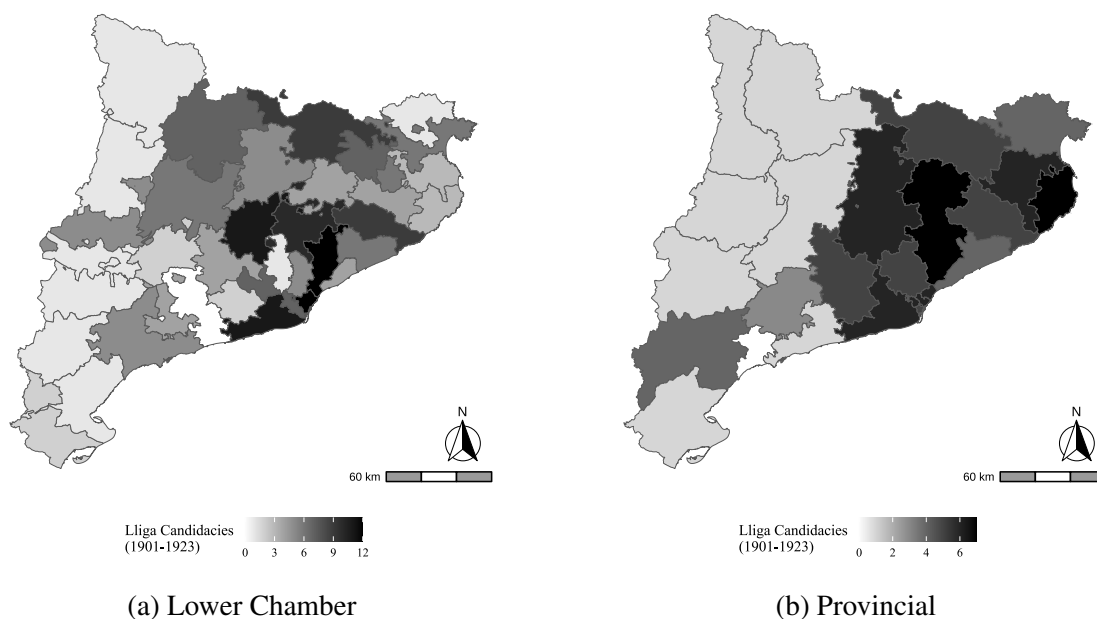 N
60 km
Lliga Candidacies
(1901-1923)
0 3 6 9 12
(a) Lower Chamber
N
60 km
Lliga Candidacies
(1901-1923)
0 2 4 6
(b) Provincial